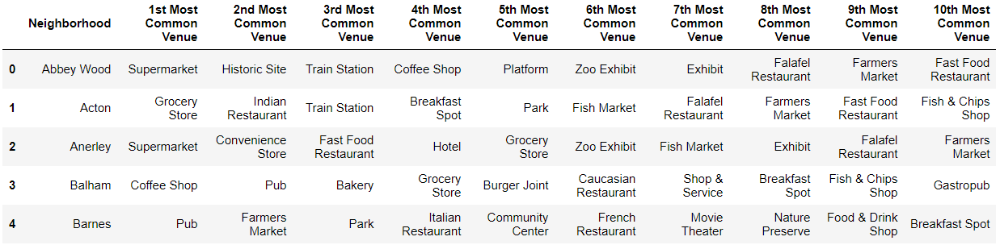 Neighborhood 1st Most Common Venue 2nd Most Common Venue 3rd Most Common Venue 4th Most Common Venue 5th Most Common Venue 6th Most Common Venue 7th Most Common Venue 8th Most Common Venue 9th Most Common Venue 10th Most Common Venue
0 Abbey Wood Supermarket Historic Site Train Station Coffee Shop Platform Zoo Exhibit Exhibit Falafel Restaurant Farmers Market Fast Food Restaurant
1 Acton Grocery Store Indian Restaurant Train Station Breakfast Spot Park Fish Market Falafel Restaurant Farmers Market Fast Food Restaurant Fish & Chips Shop
2 Anerley Supermarket Convenience Store Fast Food Restaurant Hotel Grocery Store Zoo Exhibit Fish Market Exhibit Falafel Restaurant Farmers Market
3 Balham Coffee Shop Pub Bakery Grocery Store Burger Joint Caucasian Restaurant Shop & Service Breakfast Spot Fish & Chips Shop Gastropub
4 Barnes Pub Farmers Market Park Italian Restaurant Community Center French Restaurant Movie Theater Nature Preserve Food & Drink Shop Breakfast Spot